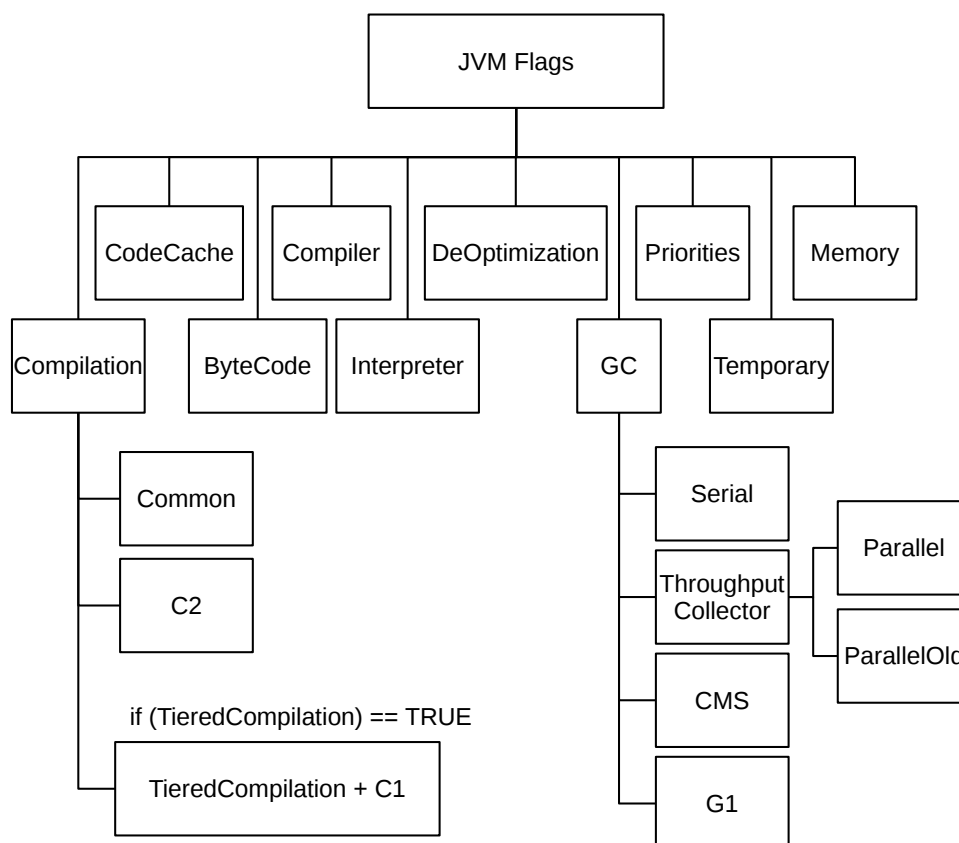 JVM Flags
CodeCache
Compiler
DeOptimization
Priorities
Memory
Compilation
ByteCode
Interpreter
GC
Temporary
Common
C2
if (TieredCompilation) == TRUE
TieredCompilation + C1
Serial
Throughput
Collector
Parallel
ParallelOld
CMS
G1